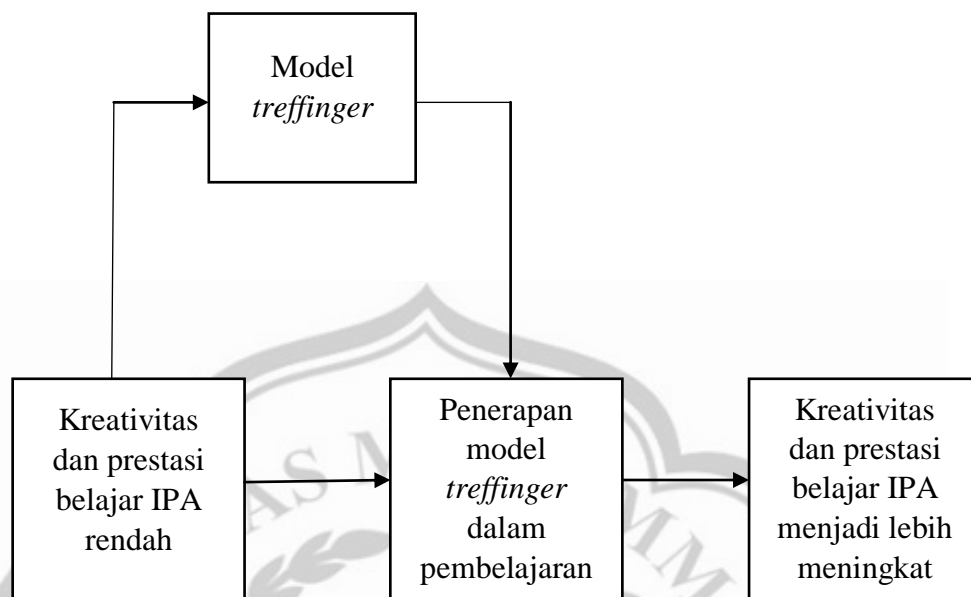 Model
treffinger
Kreativitas
dan prestasi
belajar IPA
rendah
Penerapan
model
treffinger
dalam
pembelajaran
Kreativitas
dan prestasi
belajar IPA
menjadi lebih
meningkat